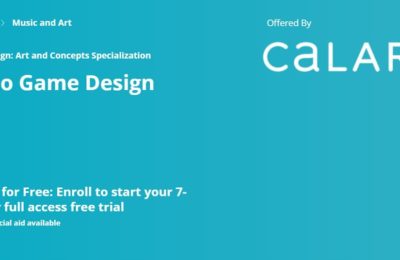 Music and Art
Offered By
gn: Art and Concepts Specialization
CALAR
o Game Design
for Free: Enroll to start your 7-
full access free trial
cial aid available